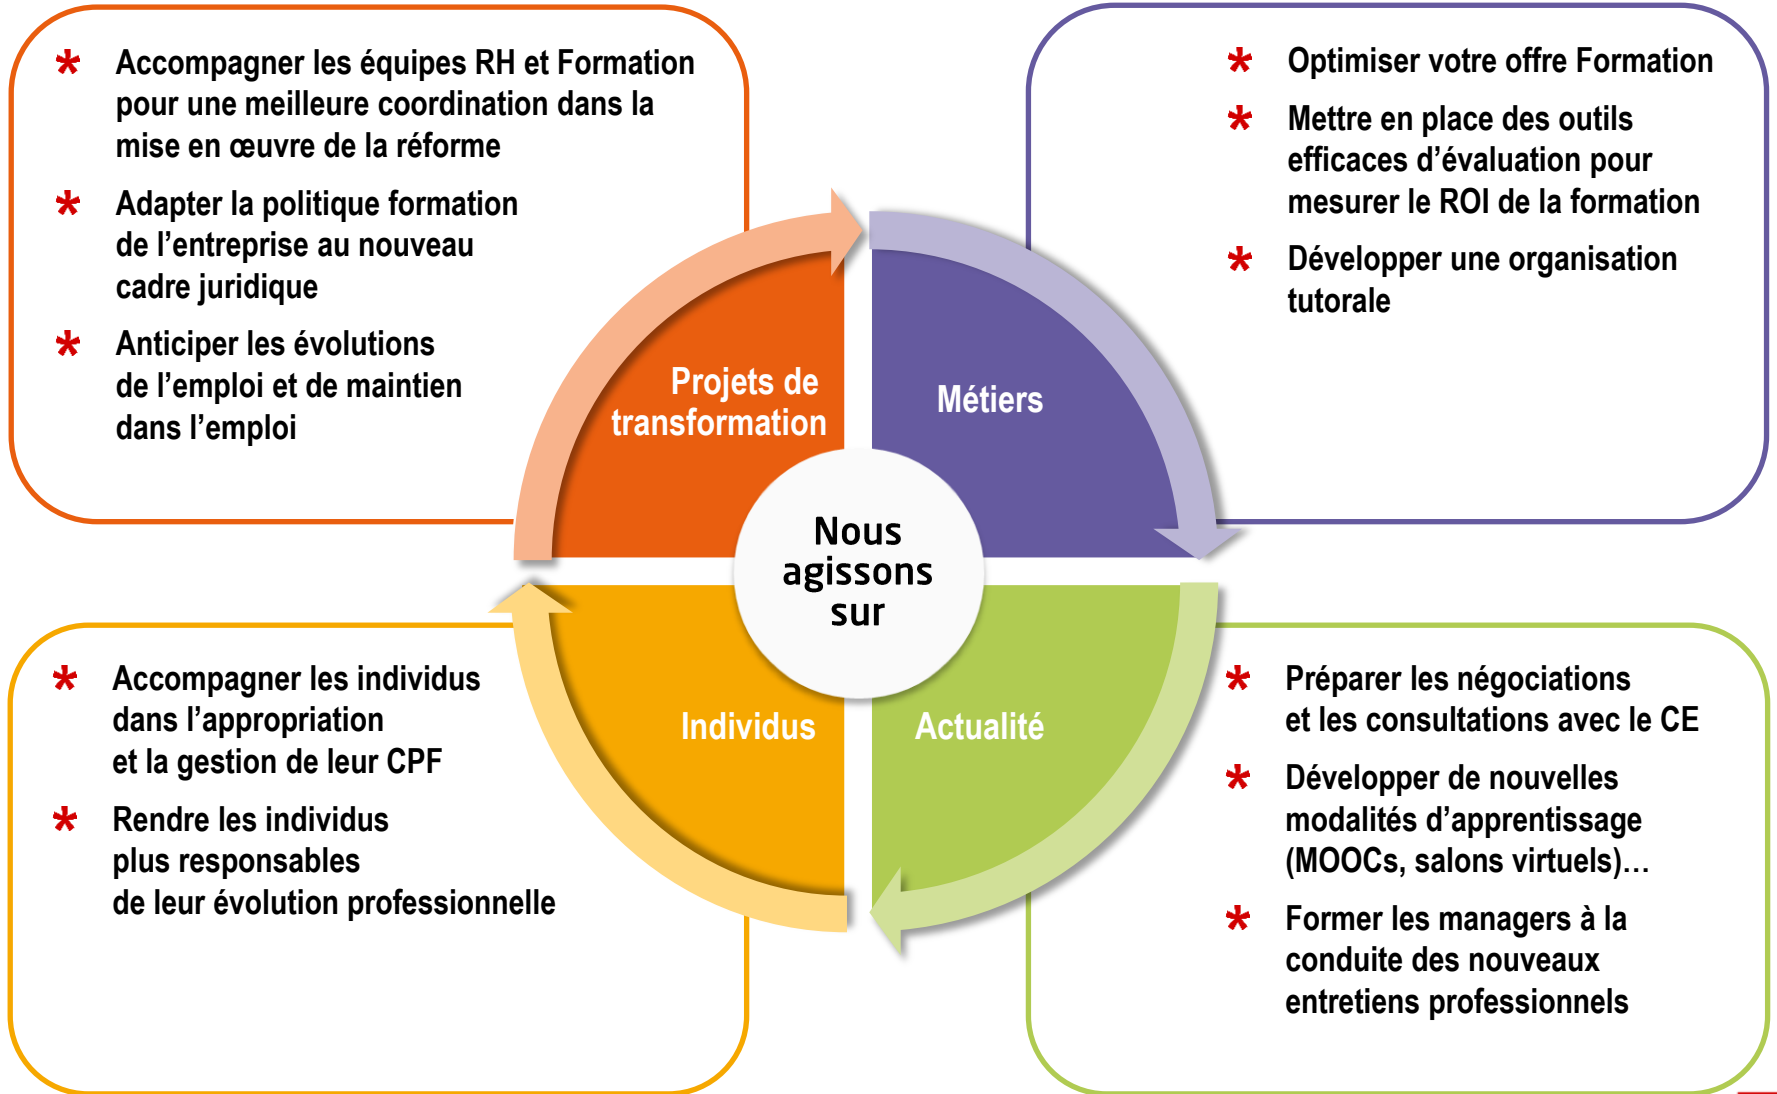 Accompagner les équipes RH et Formation
pour une meilleure coordination dans la
mise en œuvre de la réforme
Adapter la politique formation
de l’entreprise au nouveau
cadre juridique
Anticiper les évolutions
de l’emploi et de maintien
dans l’emploi
Optimiser votre offre Formation
Mettre en place des outils
efficaces d’évaluation pour
mesurer le ROI de la formation
Développer une organisation
tutorale
Projets de
transformation
Métiers
Nous
agissons
sur
Individus
Actualité
Accompagner les individus
dans l’appropriation
et la gestion de leur CPF
Rendre les individus
plus responsables
de leur évolution professionnelle
Préparer les négociations
et les consultations avec le CE
Développer de nouvelles
modalités d’apprentissage
(MOOCs, salons virtuels)…
Former les managers à la
conduite des nouveaux
entretiens professionnels